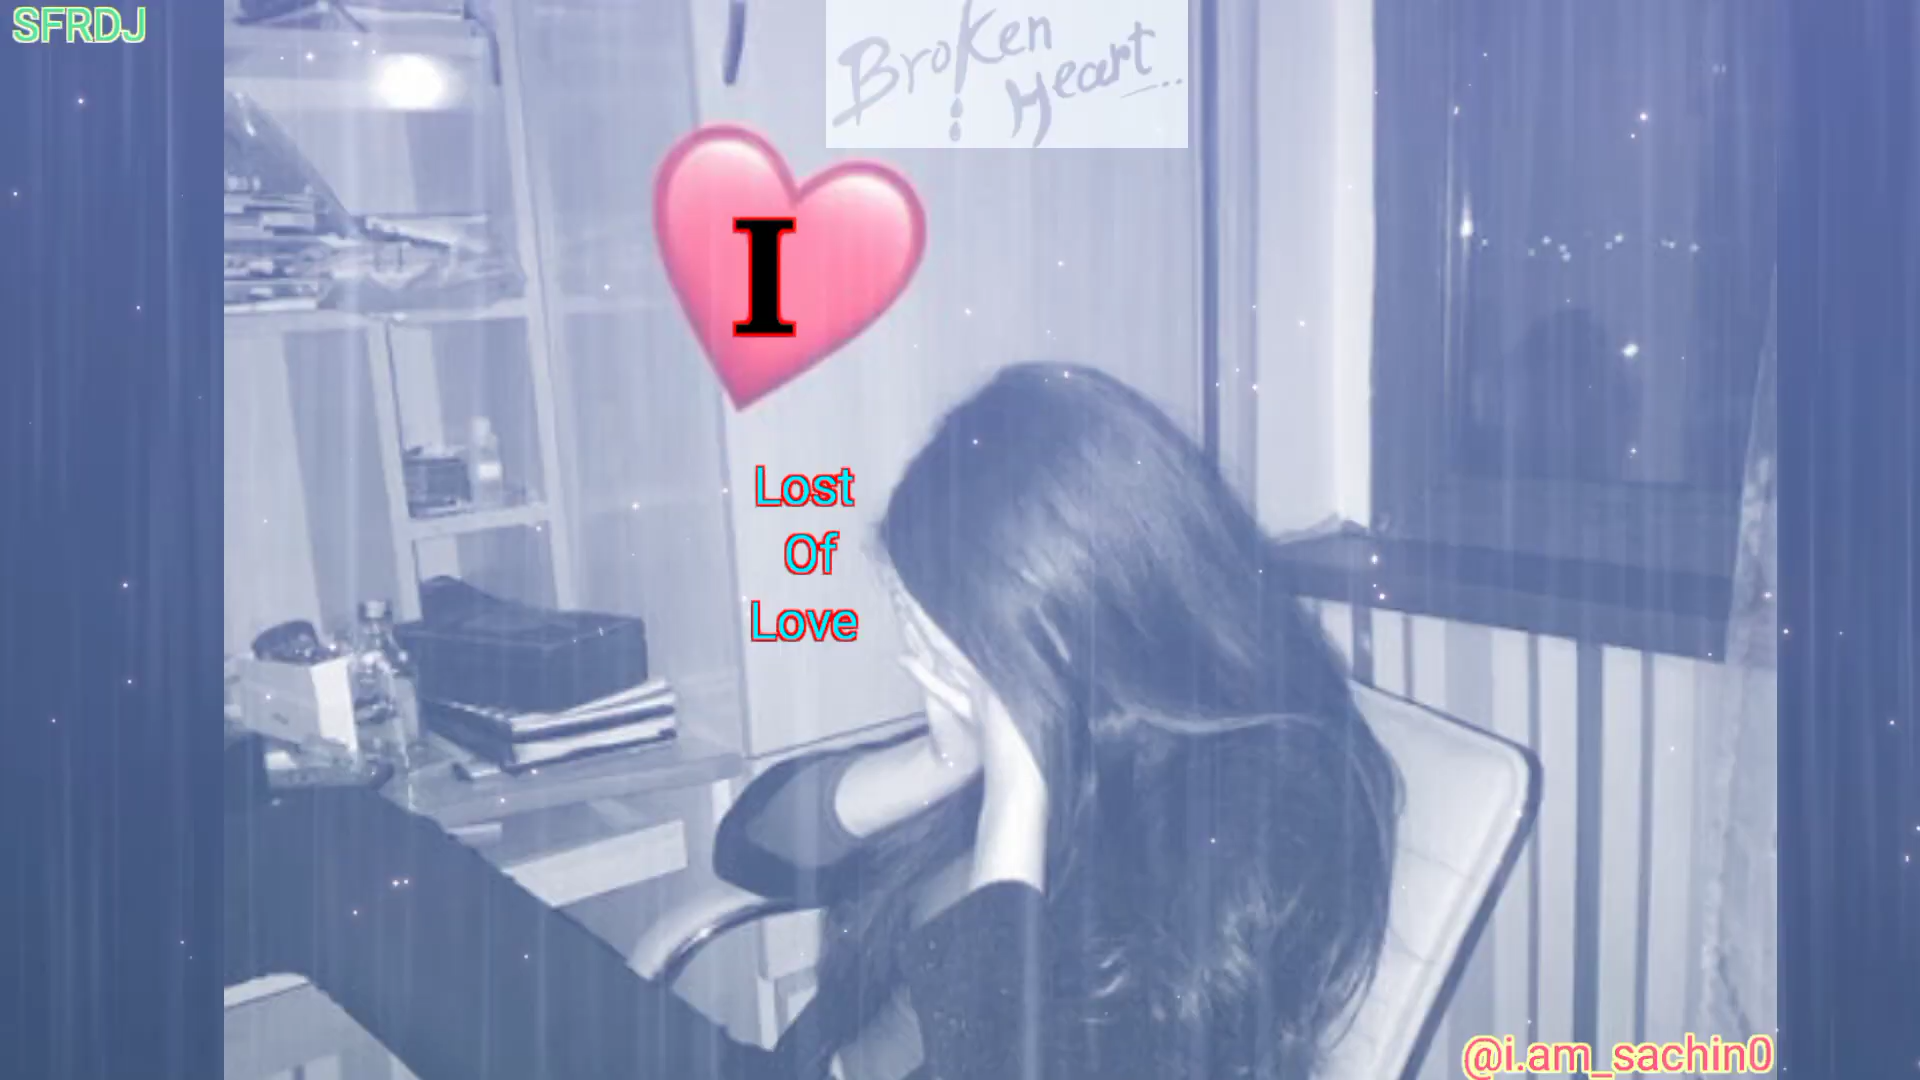 SFRDJ
Broken
Heart..
I
Lost
Of
Love
@i.am_sachin0